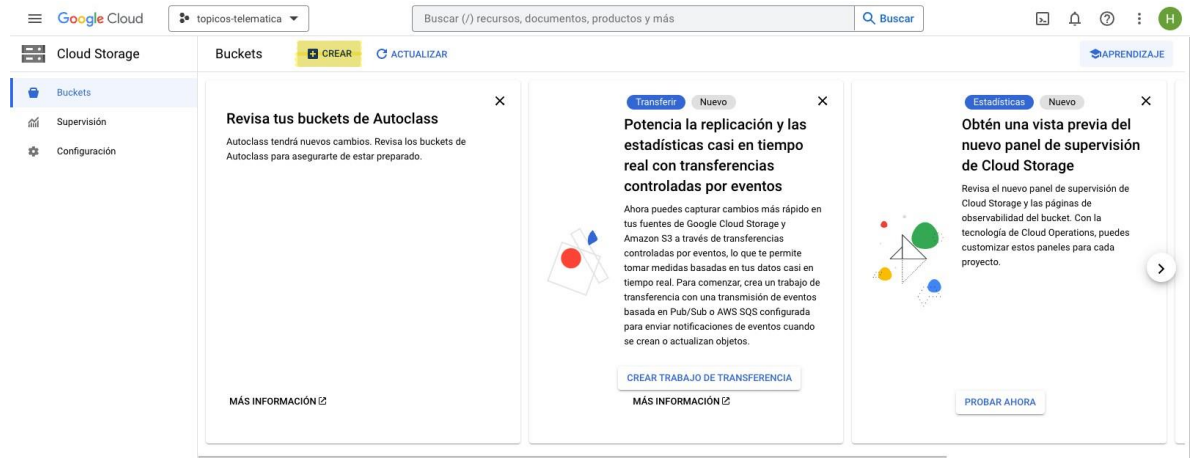 Google Cloud
topicos-telematica
Buscar (/) recursos, documentos, productos y más
Buscar
H
Cloud Storage
Buckets
CREAR
ACTUALIZAR
APRENDIZAJE
Buckets
Supervisión
Configuración
Revisa tus buckets de Autoclass
Autoclass tendrá nuevos cambios. Revisa los buckets de
Autoclass para asegurarte de estar preparado.
MÁS INFORMACIÓN
Transferir
Nuevo
Potencia la replicación y las
estadísticas casi en tiempo
real con transferencias
controladas por eventos
Ahora puedes capturar cambios más rápido en
tus fuentes de Google Cloud Storage y
Amazon S3 a través de transferencias
controladas por eventos, lo que te permite
tomar medidas basadas en tus datos casi en
tiempo real. Para comenzar, crea un trabajo de
transferencia con una transmisión de eventos
basada en Pub/Sub o AWS SQS configurada
para enviar notificaciones de eventos cuando
se crean o actualizan objetos.
CREAR TRABAJO DE TRANSFERENCIA
MÁS INFORMACIÓN
Estadísticas
Nuevo
Obtén una vista previa del
nuevo panel de supervisión
de Cloud Storage
Revisa el nuevo panel de supervisión de
Cloud Storage y las páginas de
observabilidad del bucket. Con la
tecnología de Cloud Operations, puedes
customizar estos paneles para cada
proyecto.
PROBAR AHORA